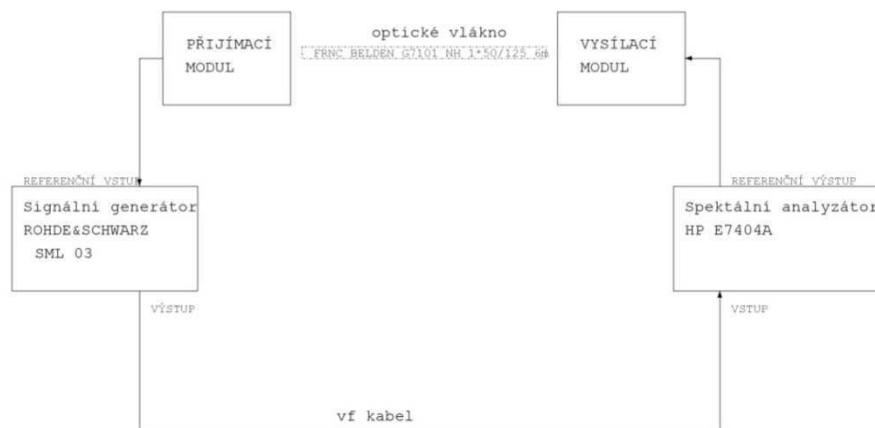 optické vlákno
FRNC BELDEN G7101 NH 1*50/125 6m
PŘIJÍMACÍ
MODUL
VYSÍLACÍ
MODUL
REFERENČNÍ VSTUP
Signální generátor
ROHDE&SCHWARZ
SML 03
VÝSTUP
REFERENČNÍ VÝSTUP
Spektální analyzátor
HP E7404A
VSTUP
vf kabel